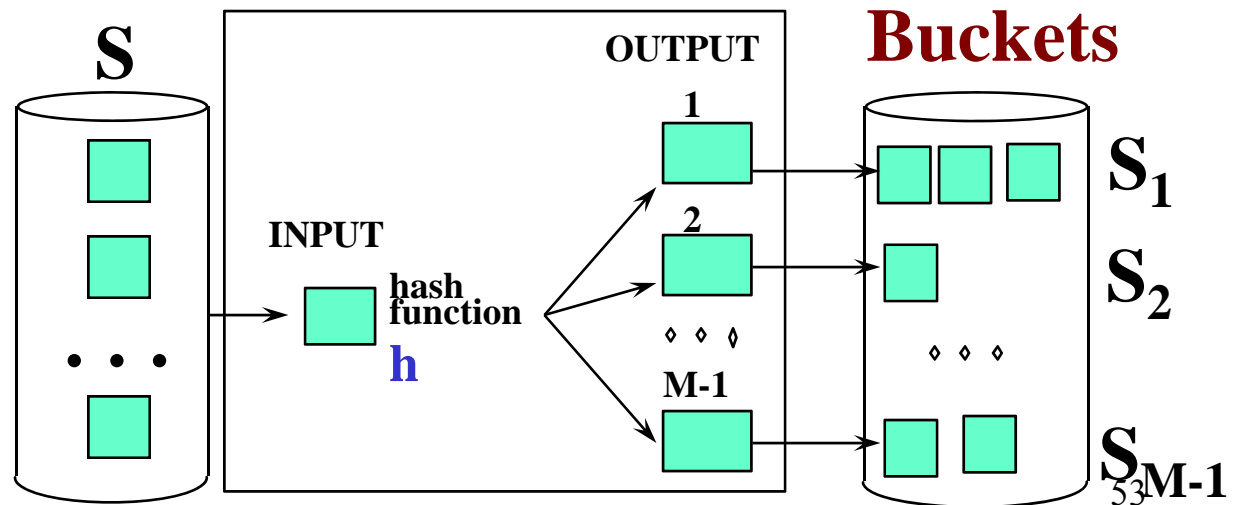 S
OUTPUT
Buckets
1
S1
INPUT
2
hash
function
h
S2
M-1
SM-1
53